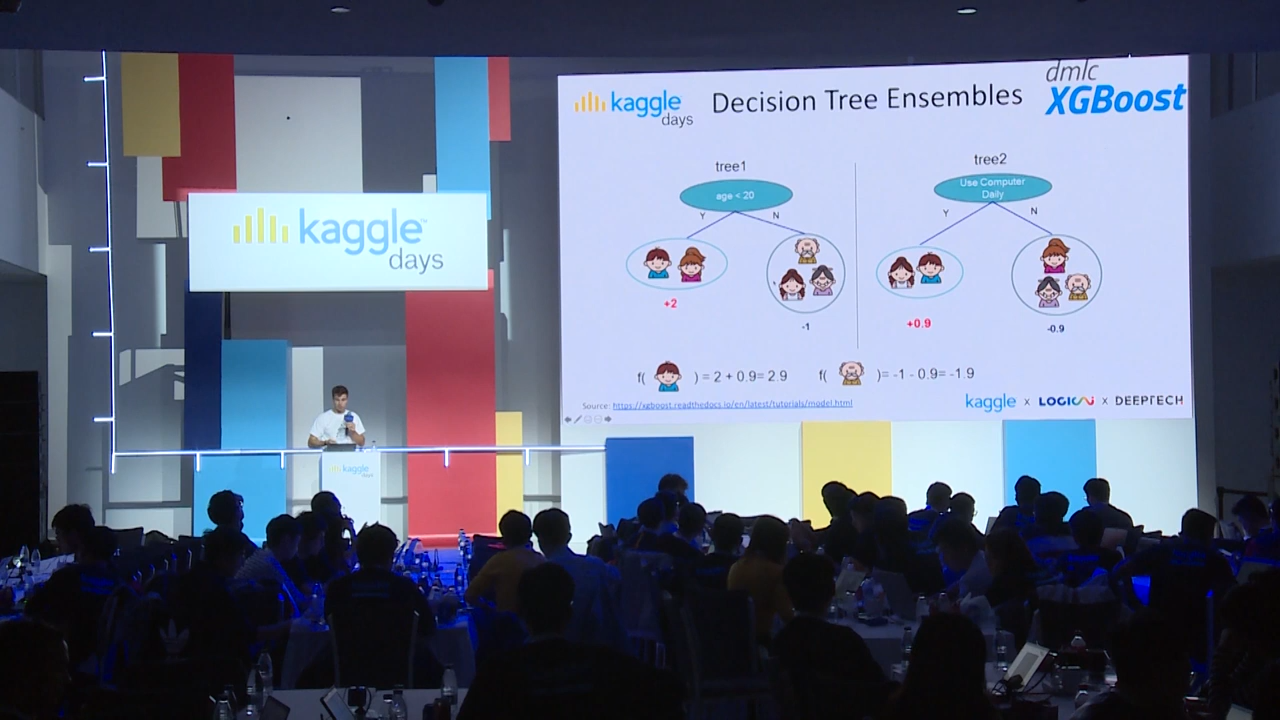 kaggle™
days
kaggle
days
kaggle
days
Decision Tree Ensembles
dmlc
XGBoost
tree1
age < 20
Y
N
+2
-1
tree2
Use Computer
Daily
Y
N
+0.9
-0.9
f( ) = 2 + 0.9= 2.9
f( )= -1 - 0.9= -1.9
Source: https://xgboost.readthedocs.io/en/latest/tutorials/model.html
kaggle x LOGICAI x DEEPTECH